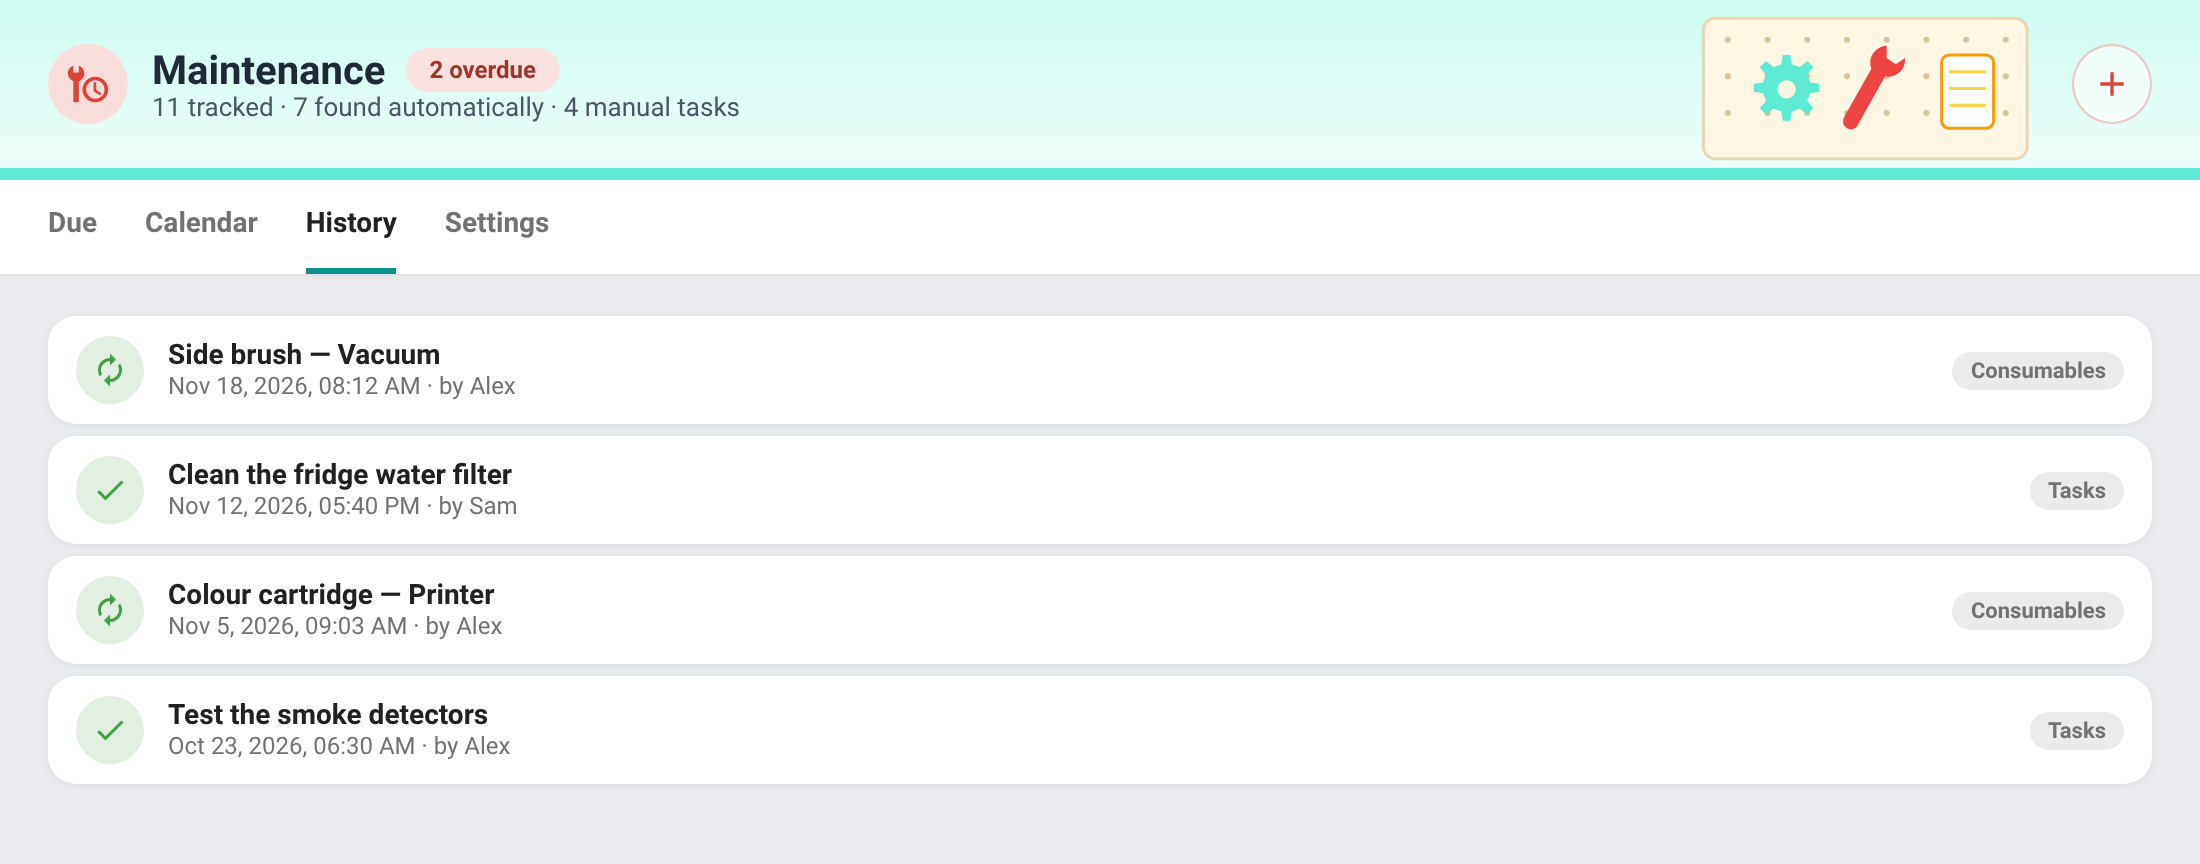 Maintenance
2 overdue
11 tracked · 7 found automatically · 4 manual tasks
Due
Calendar
History
Settings
Side brush — Vacuum
Nov 18, 2026, 08:12 AM · by Alex
Consumables
Clean the fridge water filter
Nov 12, 2026, 05:40 PM · by Sam
Tasks
Colour cartridge — Printer
Nov 5, 2026, 09:03 AM · by Alex
Consumables
Test the smoke detectors
Oct 23, 2026, 06:30 AM · by Alex
Tasks